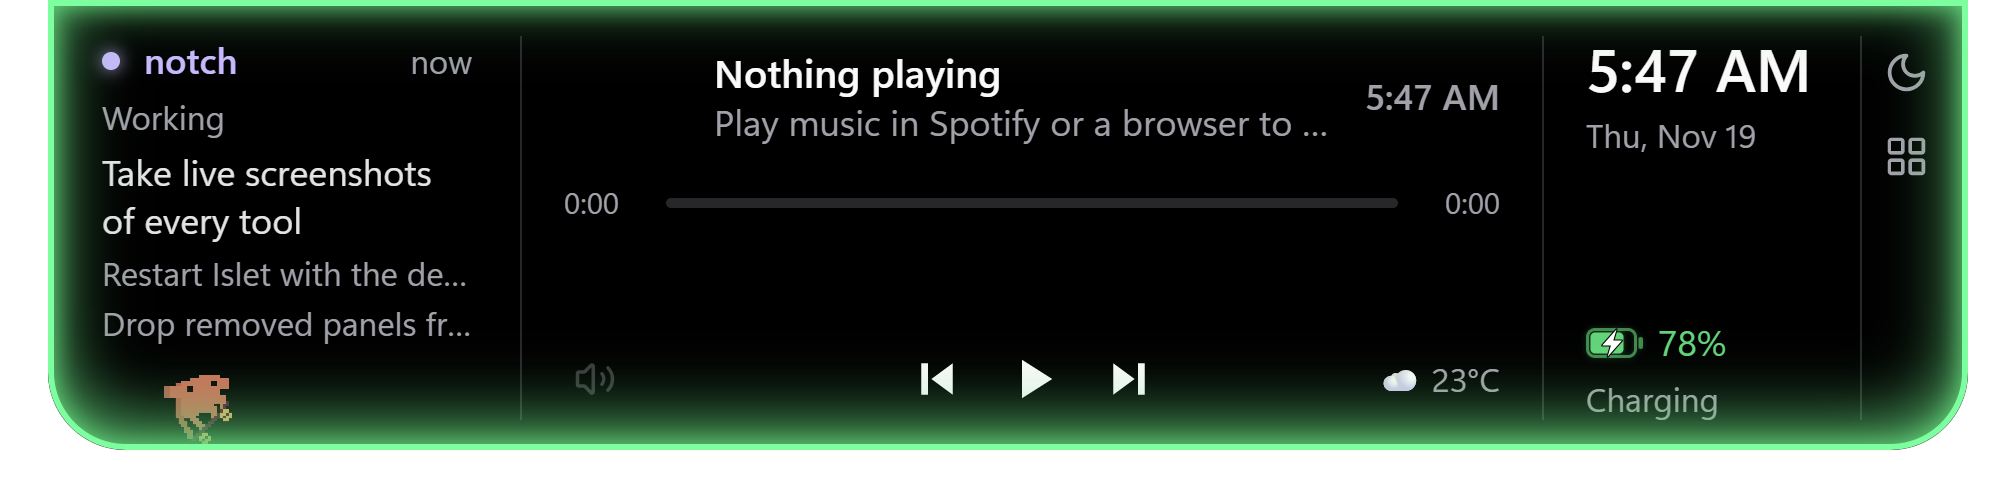 notch now
Working
Take live screenshots
of every tool
Restart Islet with the de...
Drop removed panels fr...
Nothing playing
Play music in Spotify or a browser to ...
5:47 AM
0:00 0:00
23°C
5:47 AM
Thu, Nov 19
78%
Charging